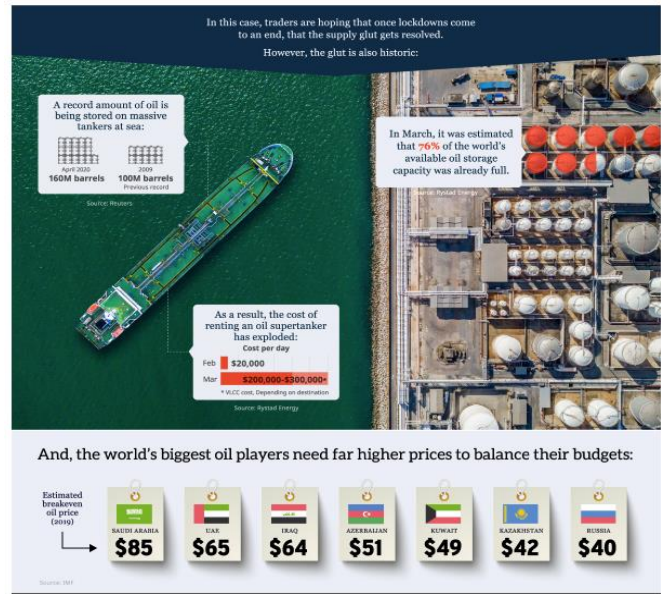 In this case, traders are hoping that once lockdowns come
to an end, that the supply glut gets resolved.
However, the glut is also historic:
A record amount of oil is
being stored on massive
tankers at sea:
April 2020
160M barrels
2009
100M barrels
Previous record
Source: Reuters
In March, it was estimated
that 76% of the world's
available oil storage
capacity was already full.
Source: Rystad Energy
As a result, the cost of
renting an oil supertanker
has exploded:
Cost per day
Feb $20,000
Mar $200,000-$300,000*
* VLCC cost, Depending on destination
Source: Rystad Energy
And, the world's biggest oil players need far higher prices to balance their budgets:
Estimated
breakeven
oil price
(2019)
SAUDI ARABIA
$85
UAE
$65
IRAQ
$64
AZERBAIJAN
$51
KUWAIT
$49
KAZAKHSTAN
$42
RUSSIA
$40
Source: IMF